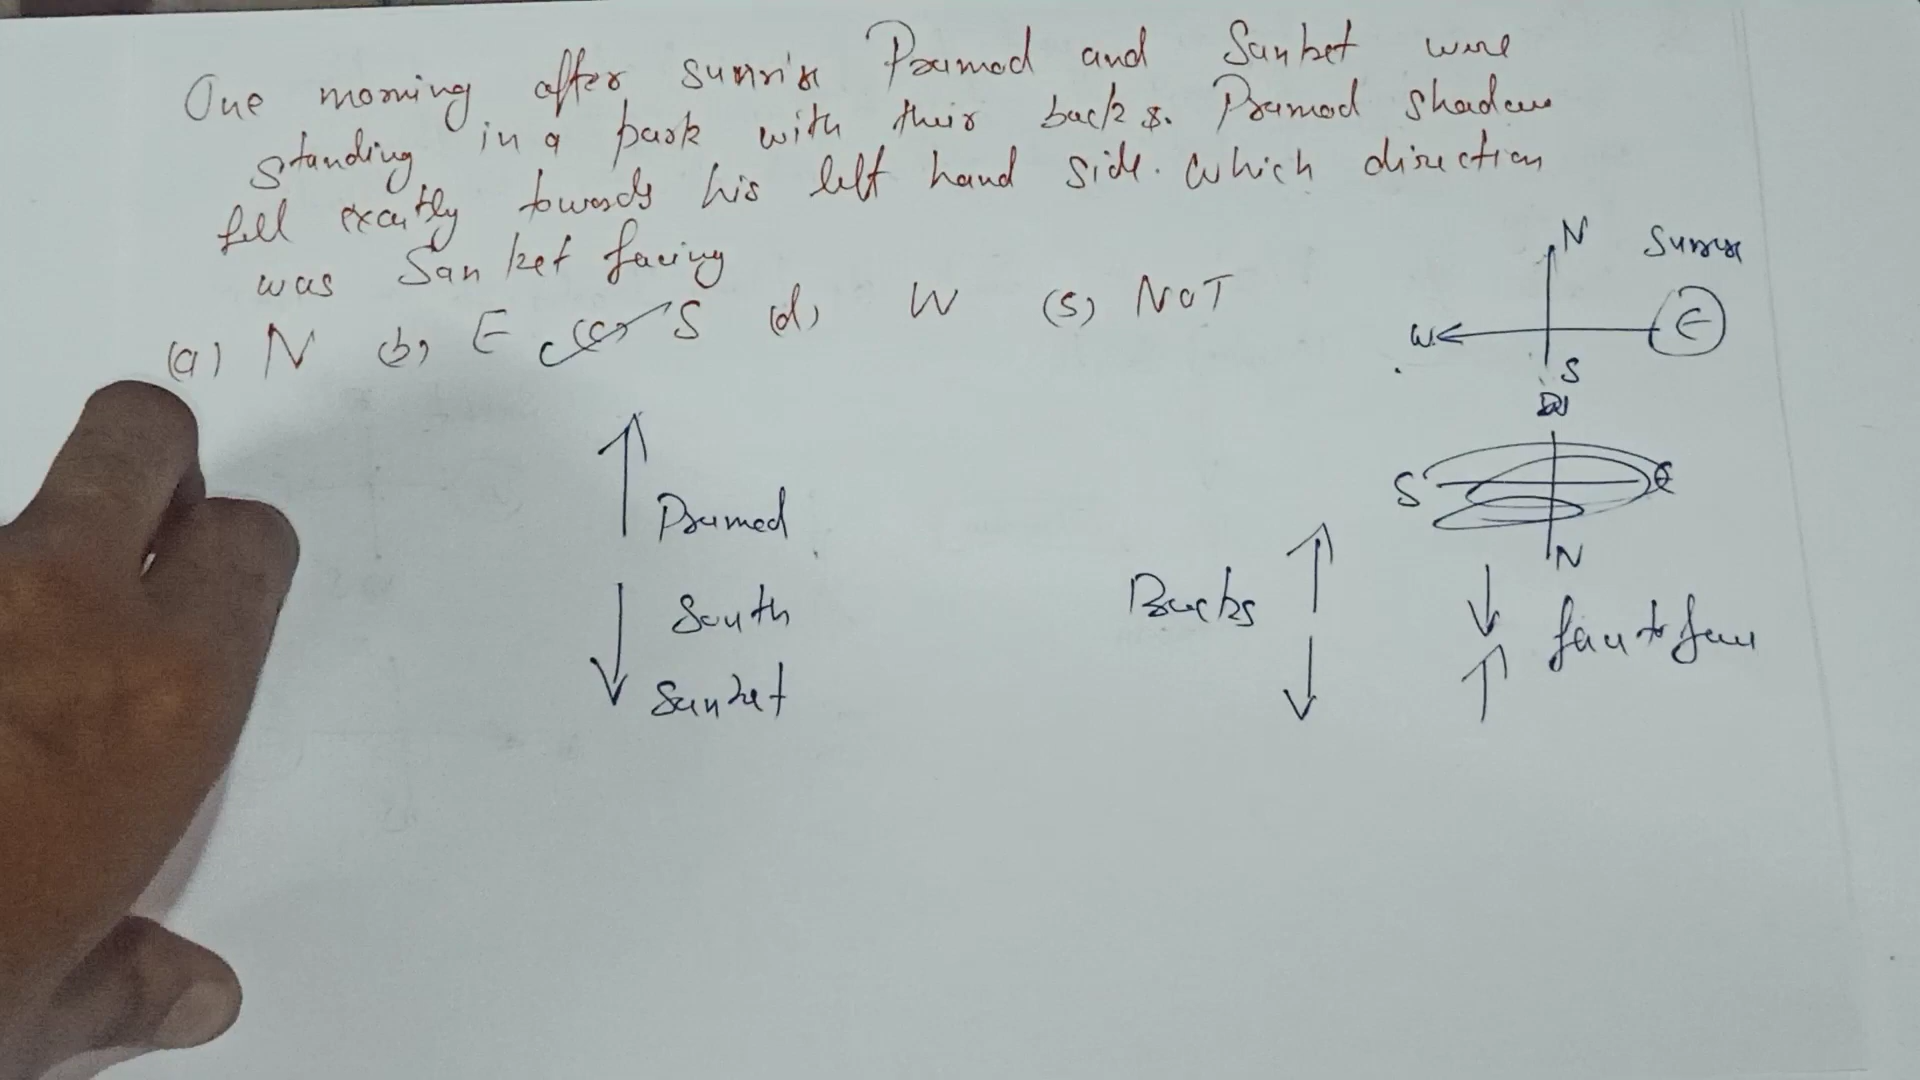 One morning after sunrise Pramod and Sanket were
standing in a park with their backs. Pramod shadow
fell exactly towards his left hand side. Which direction
was Sanket facing
(a) N (b) E (c) S (d) W (s) NOT
N Sunrise
W E
S
S E
N
Pramod
South
Sanket
Backs
face to face